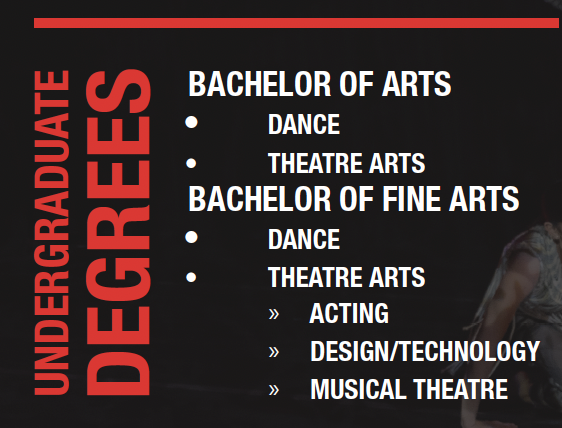 UNDERGRADUATE
DEGREES
BACHELOR OF ARTS
• DANCE
• THEATRE ARTS
BACHELOR OF FINE ARTS
• DANCE
• THEATRE ARTS
» ACTING
» DESIGN/TECHNOLOGY
» MUSICAL THEATRE